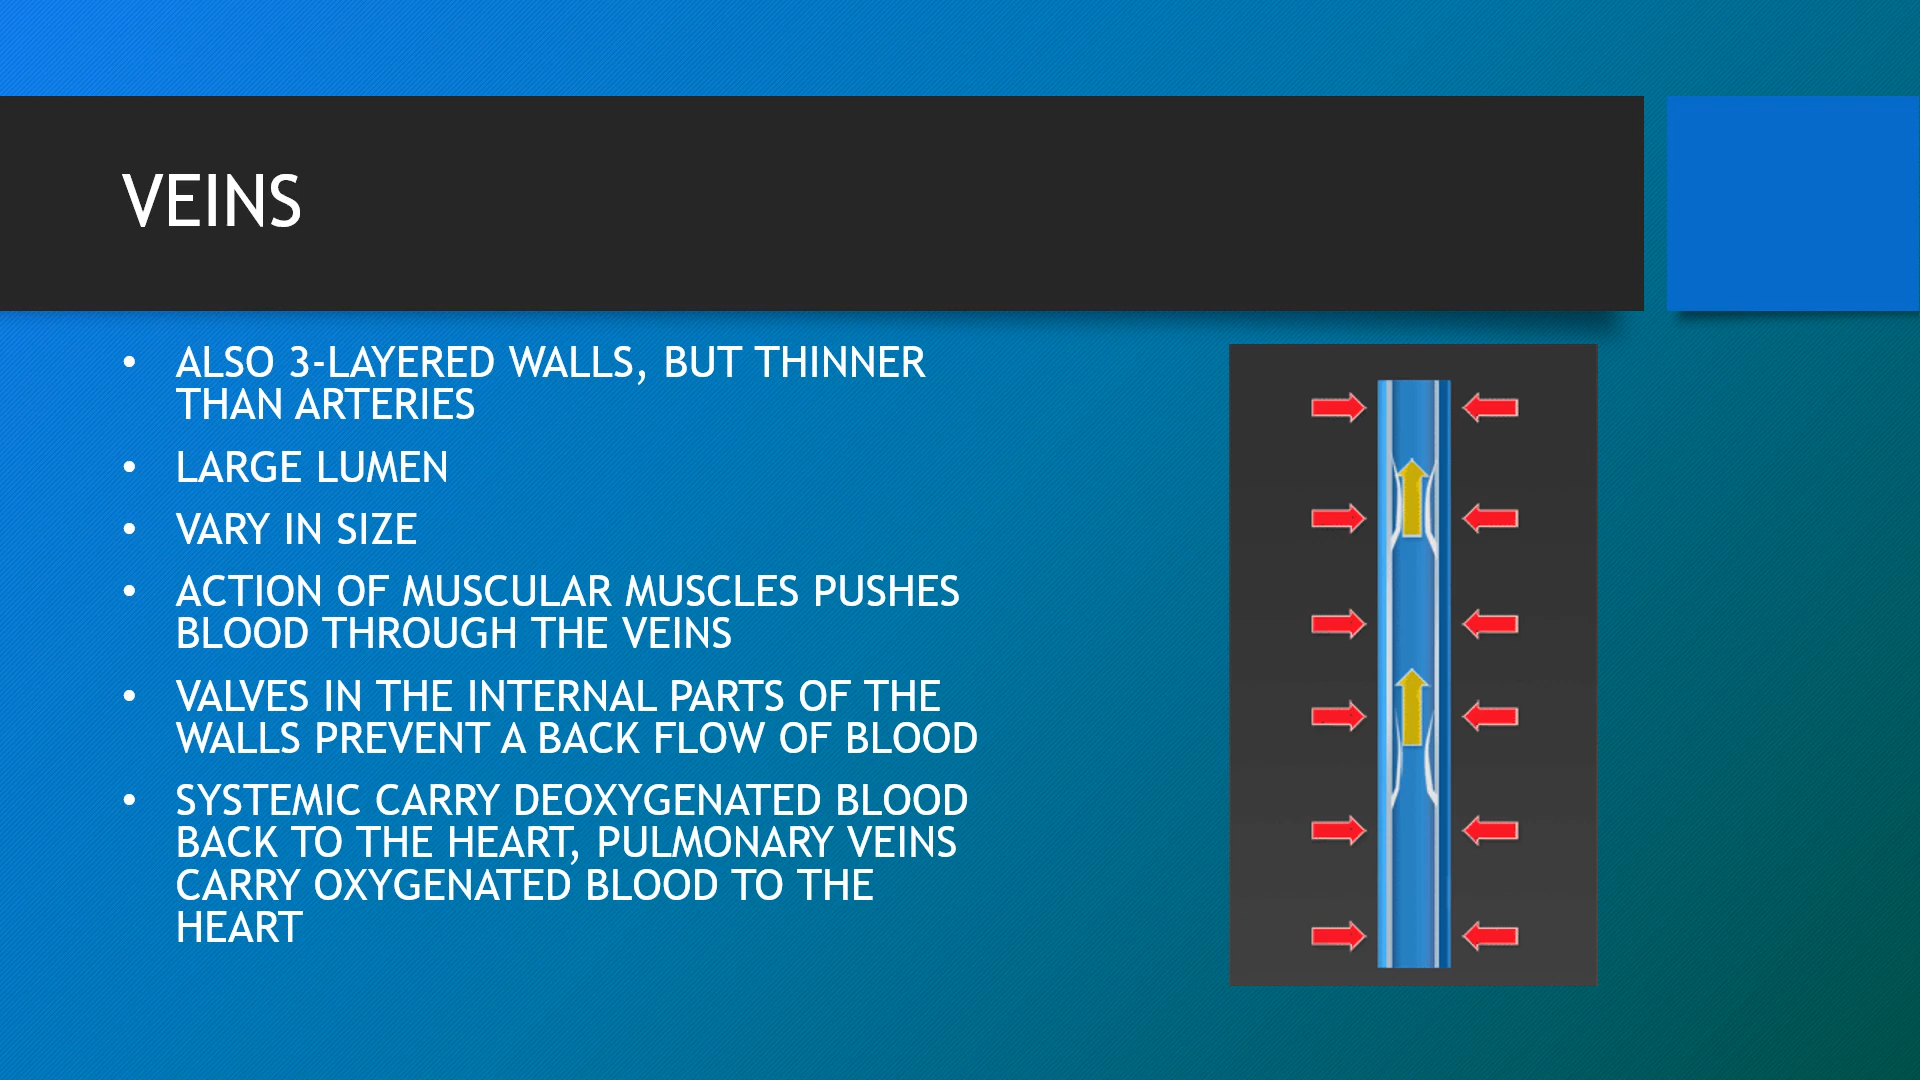 VEINS
• ALSO 3-LAYERED WALLS, BUT THINNER
THAN ARTERIES
• LARGE LUMEN
• VARY IN SIZE
• ACTION OF MUSCULAR MUSCLES PUSHES
BLOOD THROUGH THE VEINS
• VALVES IN THE INTERNAL PARTS OF THE
WALLS PREVENT A BACK FLOW OF BLOOD
• SYSTEMIC CARRY DEOXYGENATED BLOOD
BACK TO THE HEART, PULMONARY VEINS
CARRY OXYGENATED BLOOD TO THE
HEART